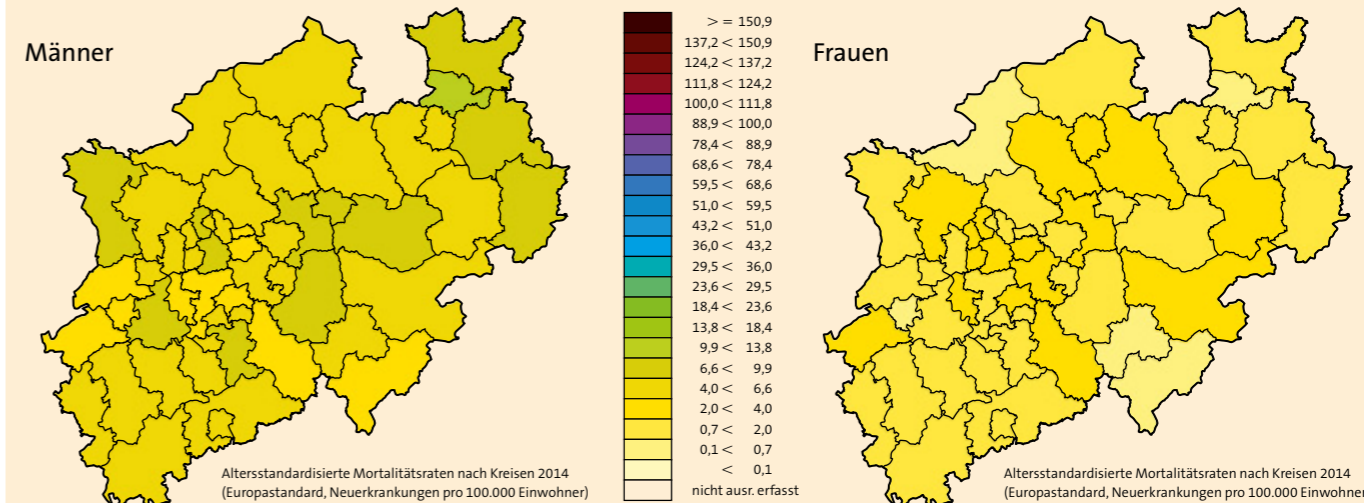 Männer
> = 150,9
137,2 < 150,9
124,2 < 137,2
111,8 < 124,2
100,0 < 111,8
88,9 < 100,0
78,4 < 88,9
68,6 < 78,4
59,5 < 68,6
51,0 < 59,5
43,2 < 51,0
36,0 < 43,2
29,5 < 36,0
23,6 < 29,5
18,4 < 23,6
13,8 < 18,4
9,9 < 13,8
6,6 < 9,9
4,0 < 6,6
2,0 < 4,0
0,7 < 2,0
0,1 < 0,7
< 0,1
nicht ausr. erfasst
Altersstandardisierte Mortalitätsraten nach Kreisen 2014
(Europastandard, Neuerkrankungen pro 100.000 Einwohner)
Frauen
Altersstandardisierte Mortalitätsraten nach Kreisen 2014
(Europastandard, Neuerkrankungen pro 100.000 Einwohner